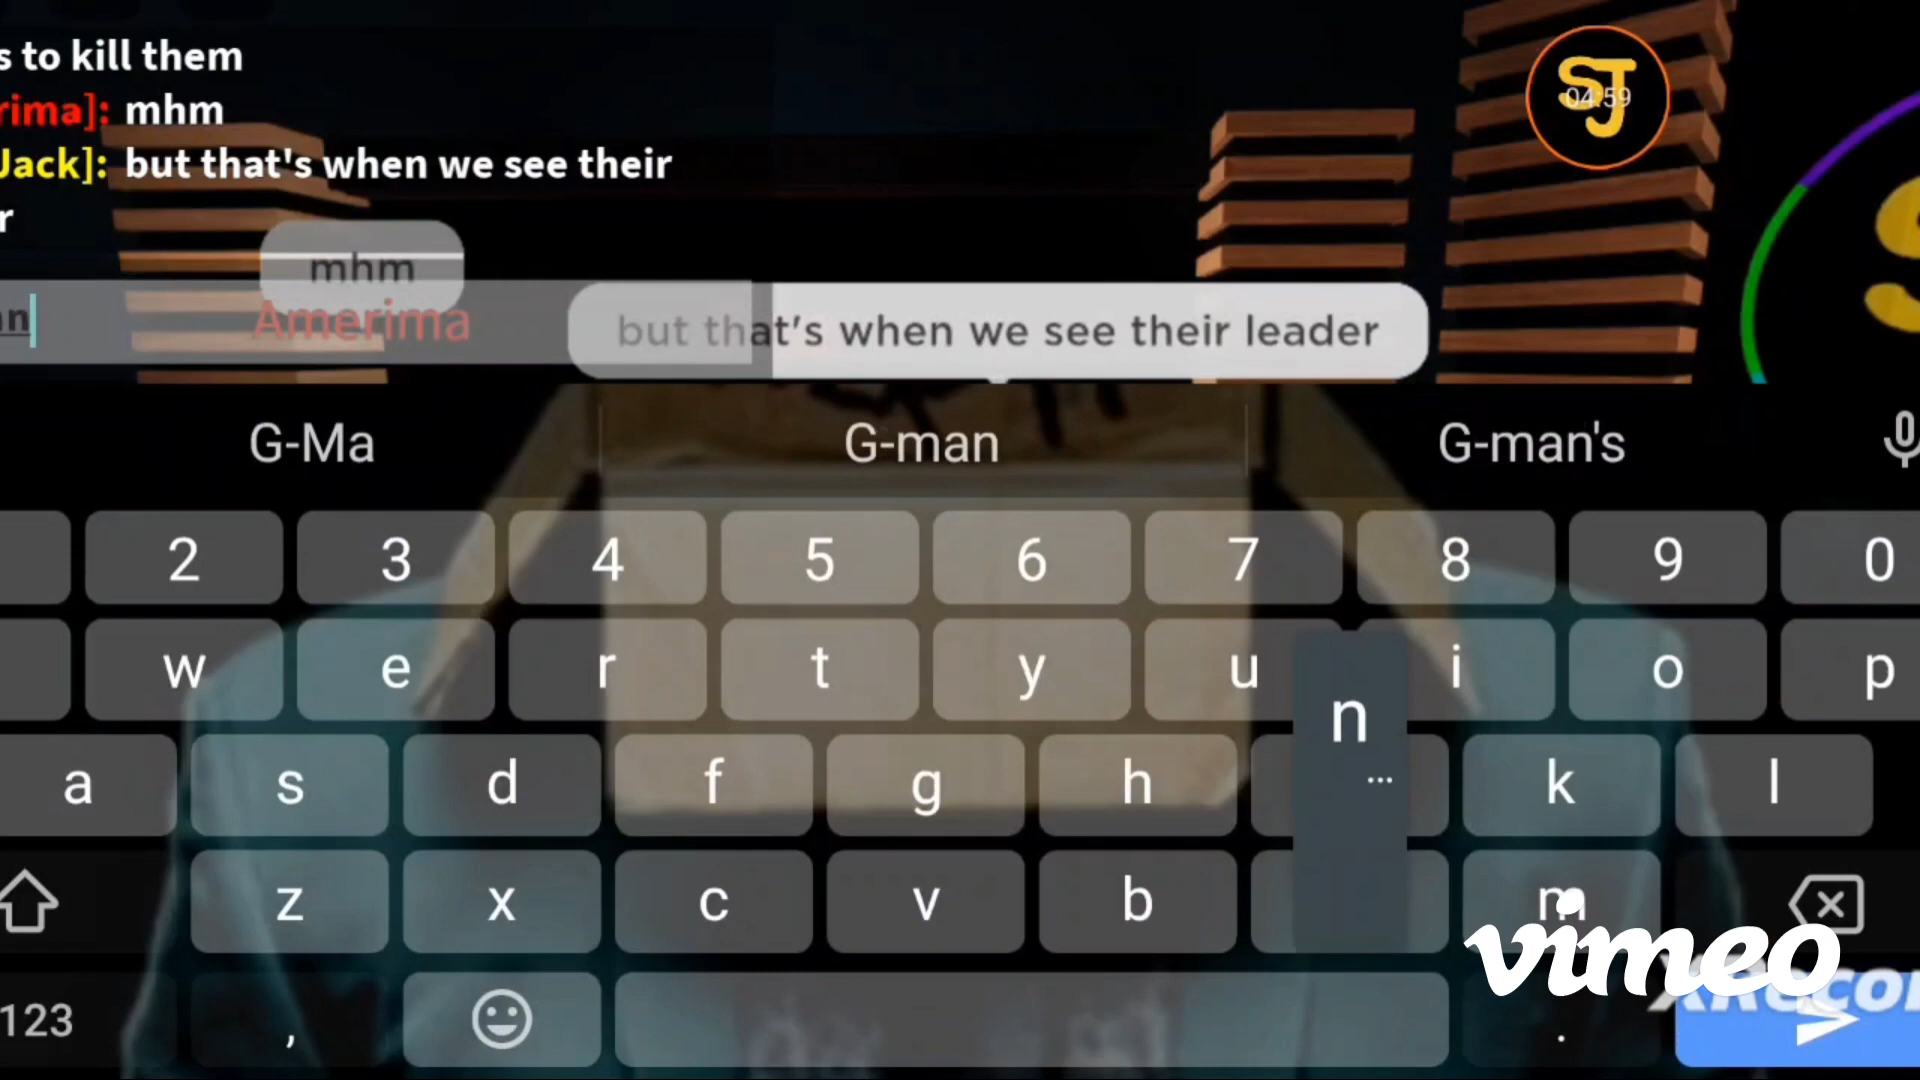 s to kill them
rima]: mhm
Jack]: but that's when we see their
r
mhm
Amerima
n
but that's when we see their leader
SJ
04:59
G-Ma G-man G-man's
2 3 4 5 6 7 8 9 0
w e r t y u i o p
n
a s d f g h k l
z x c v b m
vimeo
XRecor
123 , .